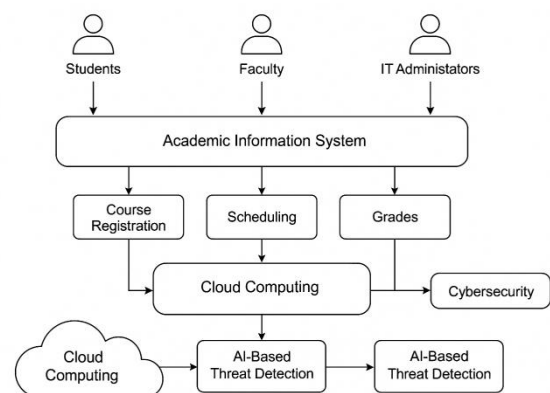 Students
Faculty
IT Administators
Academic Information System
Course
Registration
Scheduling
Grades
Cloud Computing
Cybersecurity
Cloud
Computing
AI-Based
Threat Detection
AI-Based
Threat Detection